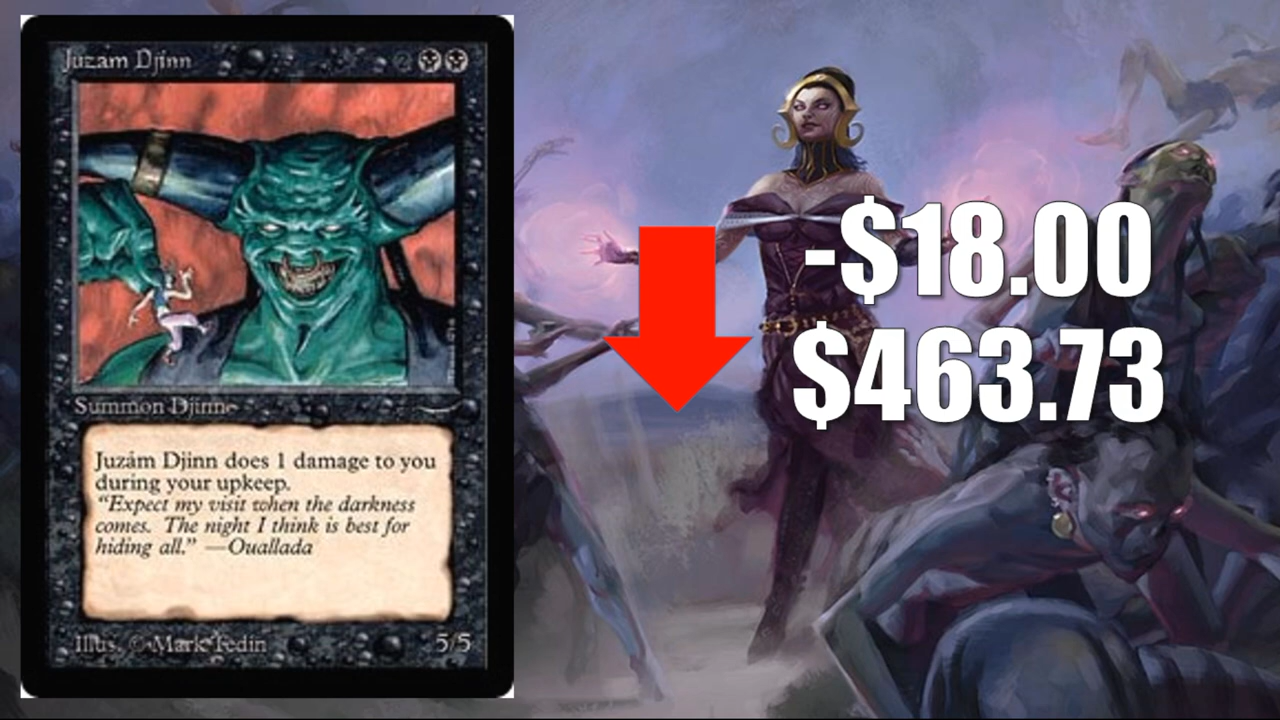 Juzám Djinn 2
Summon Djinn
Juzám Djinn does 1 damage to you
during your upkeep.
“Expect my visit when the darkness
comes. The night I think is best for
hiding all.” —Ouallada
Illus. © Mark Tedin 5/5
-$18.00
$463.73